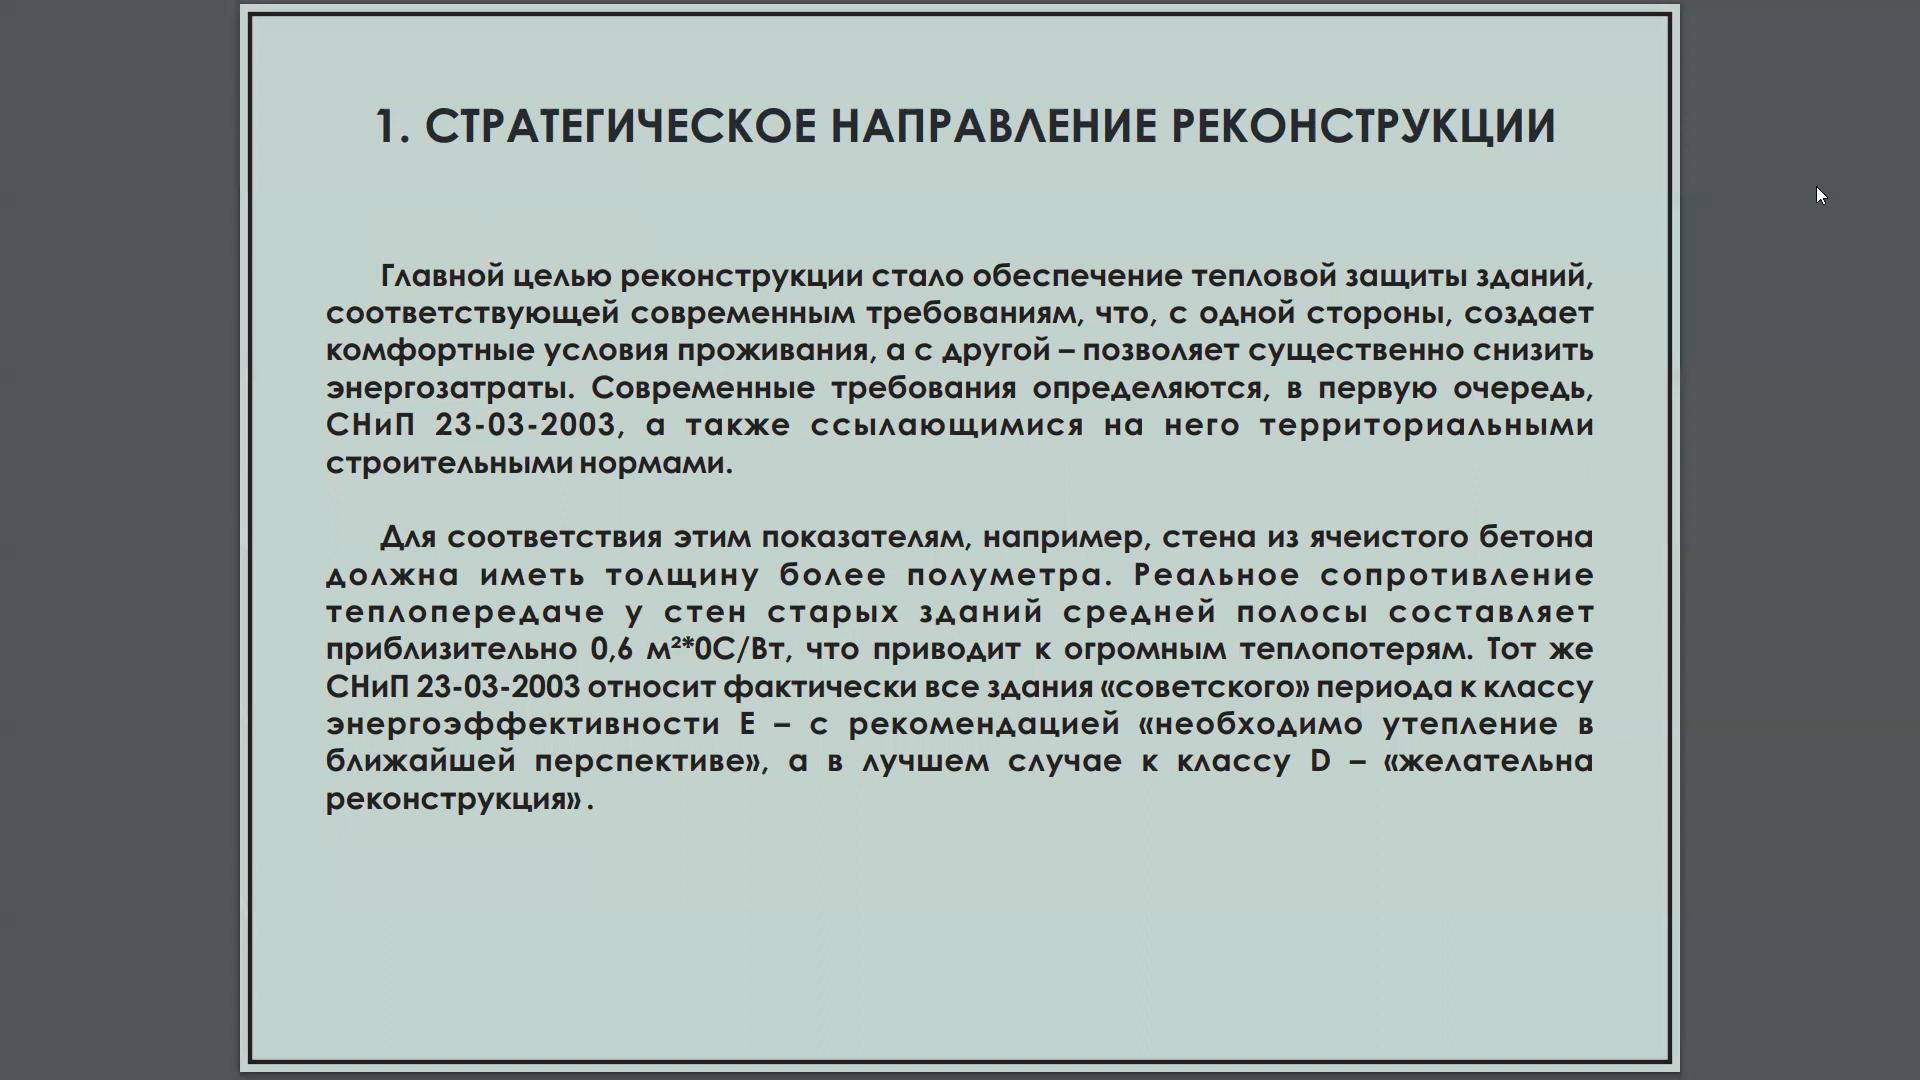 1. СТРАТЕГИЧЕСКОЕ НАПРАВЛЕНИЕ РЕКОНСТРУКЦИИ
Главной целью реконструкции стало обеспечение тепловой защиты зданий,
соответствующей современным требованиям, что, с одной стороны, создает
комфортные условия проживания, а с другой – позволяет существенно снизить
энергозатраты. Современные требования определяются, в первую очередь,
СНиП 23-03-2003, а также ссылающимися на него территориальными
строительными нормами.
Для соответствия этим показателям, например, стена из ячеистого бетона
должна иметь толщину более полуметра. Реальное сопротивление
теплопередаче у стен старых зданий средней полосы составляет
приблизительно 0,6 м²*0С/Вт, что приводит к огромным теплопотерям. Тот же
СНиП 23-03-2003 относит фактически все здания «советского» периода к классу
энергоэффективности Е – с рекомендацией «необходимо утепление в
ближайшей перспективе», а в лучшем случае к классу D – «желательна
реконструкция» .